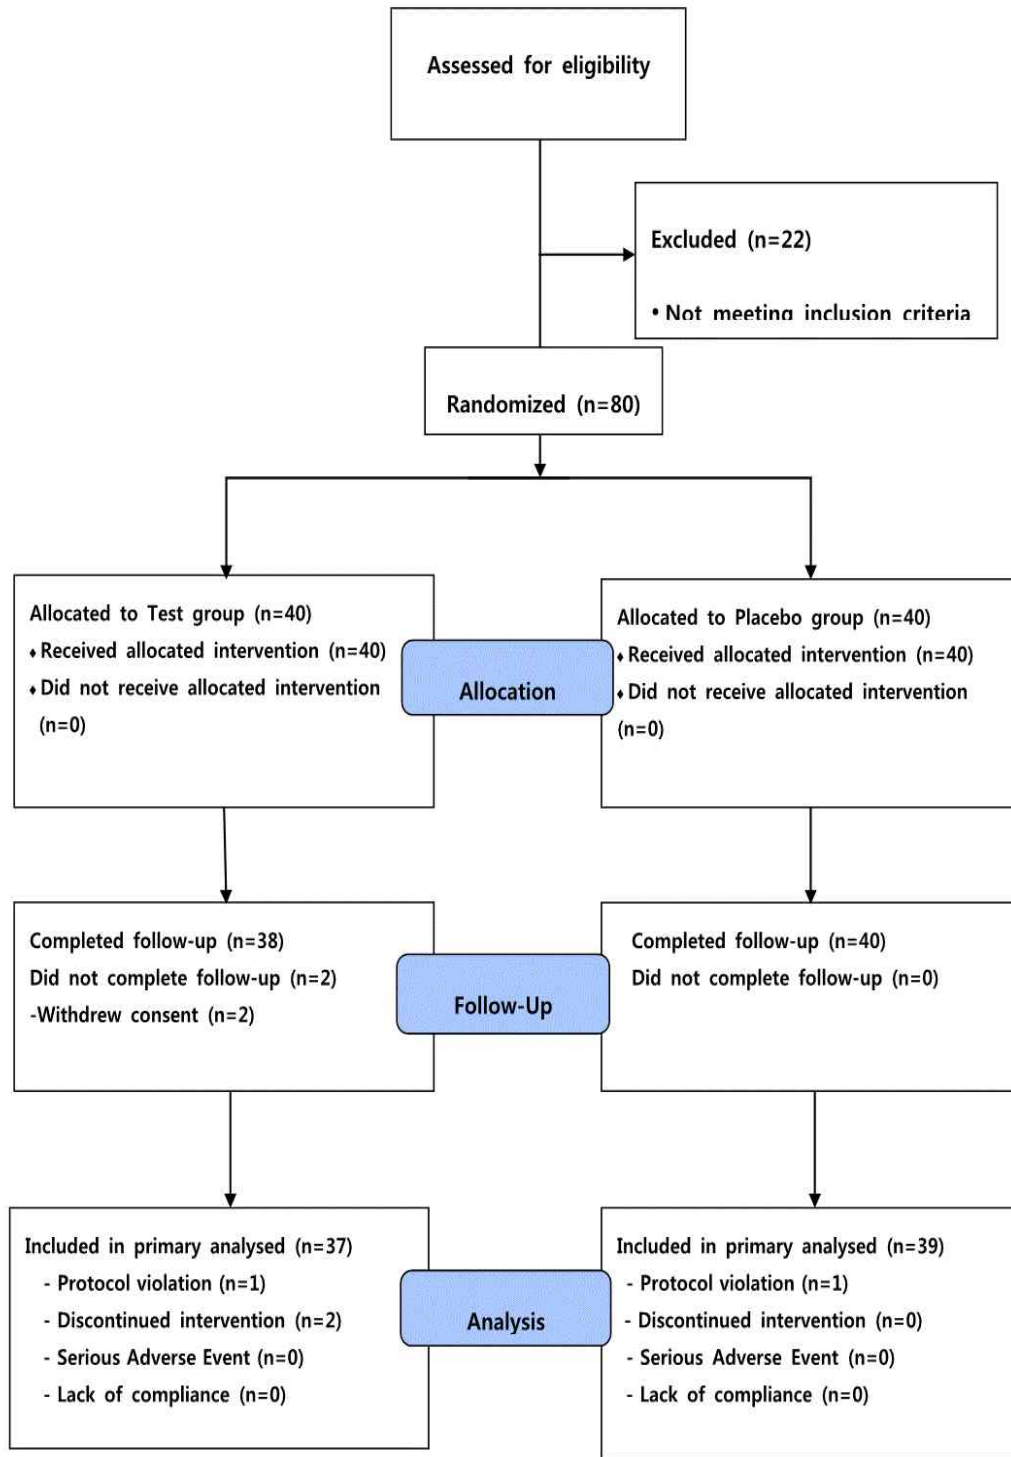 Assessed for eligibility
Excluded (n=22)
• Not meeting inclusion criteria
Randomized (n=80)
Allocated to Test group (n=40)
♦ Received allocated intervention (n=40)
♦ Did not receive allocated intervention
(n=0)
Allocation
Allocated to Placebo group (n=40)
♦ Received allocated intervention (n=40)
♦ Did not receive allocated intervention
(n=0)
Completed follow-up (n=38)
Did not complete follow-up (n=2)
-Withdrew consent (n=2)
Follow-Up
Completed follow-up (n=40)
Did not complete follow-up (n=0)
Included in primary analysed (n=37)
- Protocol violation (n=1)
- Discontinued intervention (n=2)
- Serious Adverse Event (n=0)
- Lack of compliance (n=0)
Analysis
Included in primary analysed (n=39)
- Protocol violation (n=1)
- Discontinued intervention (n=0)
- Serious Adverse Event (n=0)
- Lack of compliance (n=0)